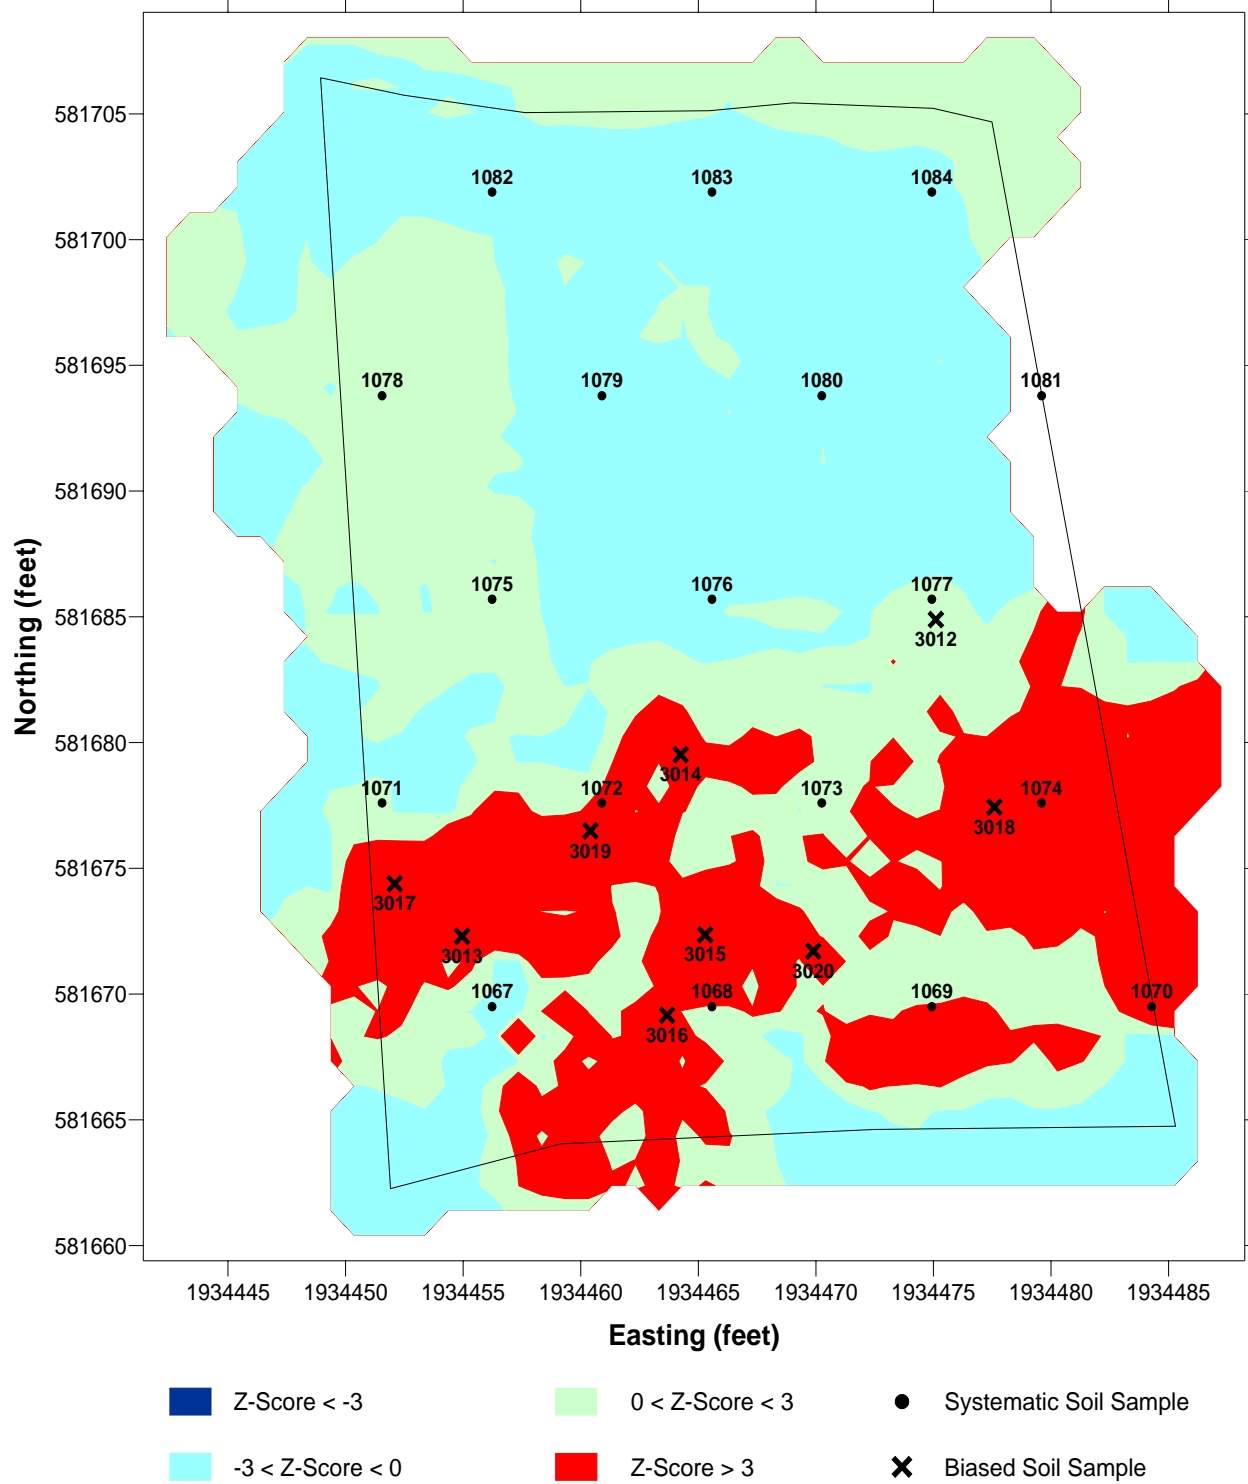 581705
1082 1083 1084
581700
581695
1078 1079 1080 1081
581690
1075 1076 1077
581685
3012
Northing (feet)
581680
3014
1071 1072 1073 1074
3018
3019
581675
3017
3013 3015 3020
581670
1067 1068 1069 1070
3016
581665
581660
1934445 1934450 1934455 1934460 1934465 1934470 1934475 1934480 1934485
Easting (feet)
Z-Score < -3 0 < Z-Score < 3 Systematic Soil Sample
-3 < Z-Score < 0 Z-Score > 3 Biased Soil Sample